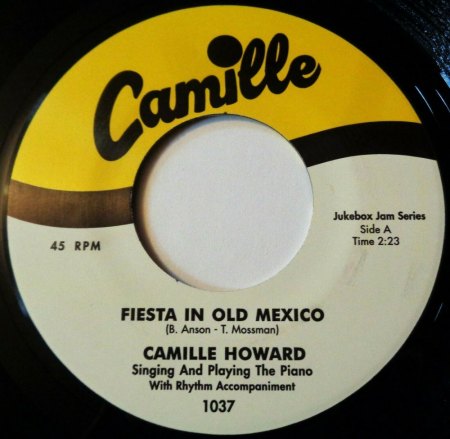 Camille
Jukebox Jam Series
Side A
45 RPM
Time 2:23
FIESTA IN OLD MEXICO
(B. Anson - T. Mossman)
CAMILLE HOWARD
Singing And Playing The Piano
With Rhythm Accompaniment
1037